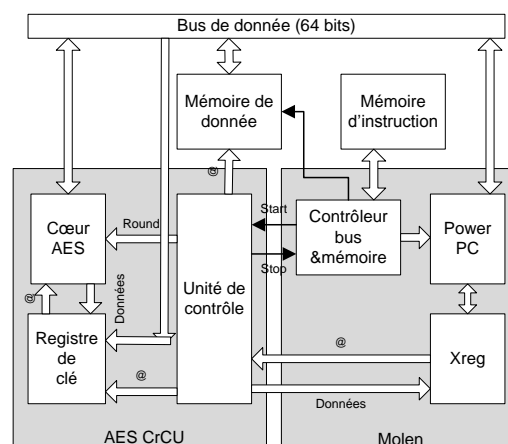 Bus de donnée (64 bits)
Mémoire de
donnée
Mémoire
d'instruction
@
Cœur
AES
Round
Unité de
contrôle
Start
Stop
Contrôleur
bus
&mémoire
Power
PC
@
Données
Registre
de
clé
@
@
Xreg
Données
AES CrCU
Molen